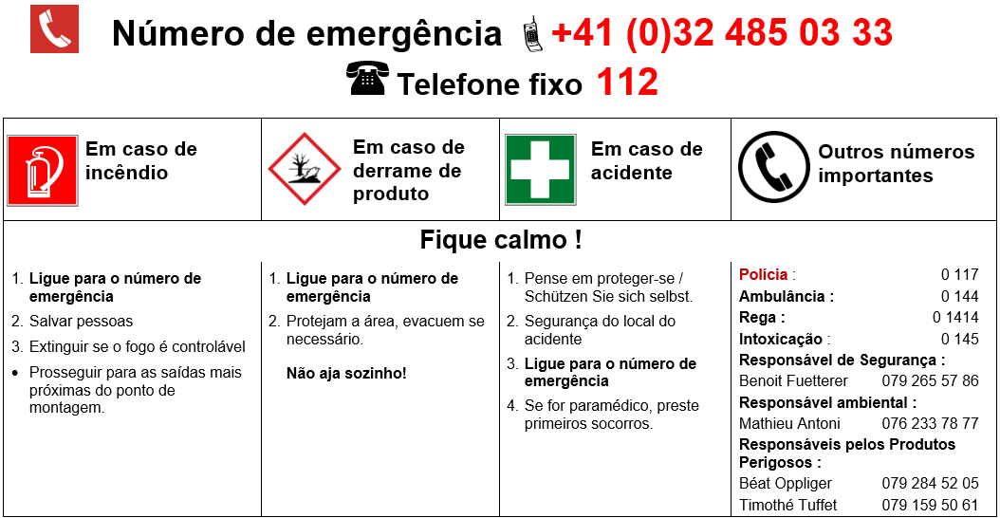 Número de emergência +41 (0)32 485 03 33
Telefone fixo 112
Em caso de
incêndio
Em caso de
derrame de
produto
Em caso de
acidente
Outros números
importantes
Fique calmo !
1. Ligue para o número de
emergência
2. Salvar pessoas
3. Extinguir se o fogo é controlável
• Prosseguir para as saídas mais
próximas do ponto de
montagem.
1. Ligue para o número de
emergência
2. Protejam a área, evacuem se
necessário.
Não aja sozinho!
1. Pense em proteger-se /
Schützen Sie sich selbst.
2. Segurança do local do
acidente
3. Ligue para o número de
emergência
4. Se for paramédico, preste
primeiros socorros.
Polícia : 0 117
Ambulância : 0 144
Rega : 0 1414
Intoxicação : 0 145
Responsável de Segurança :
Benoit Fuetterer 079 265 57 86
Responsável ambiental :
Mathieu Antoni 076 233 78 77
Responsáveis pelos Produtos
Perigosos :
Béat Oppliger 079 284 52 05
Timothé Tuffet 079 159 50 61